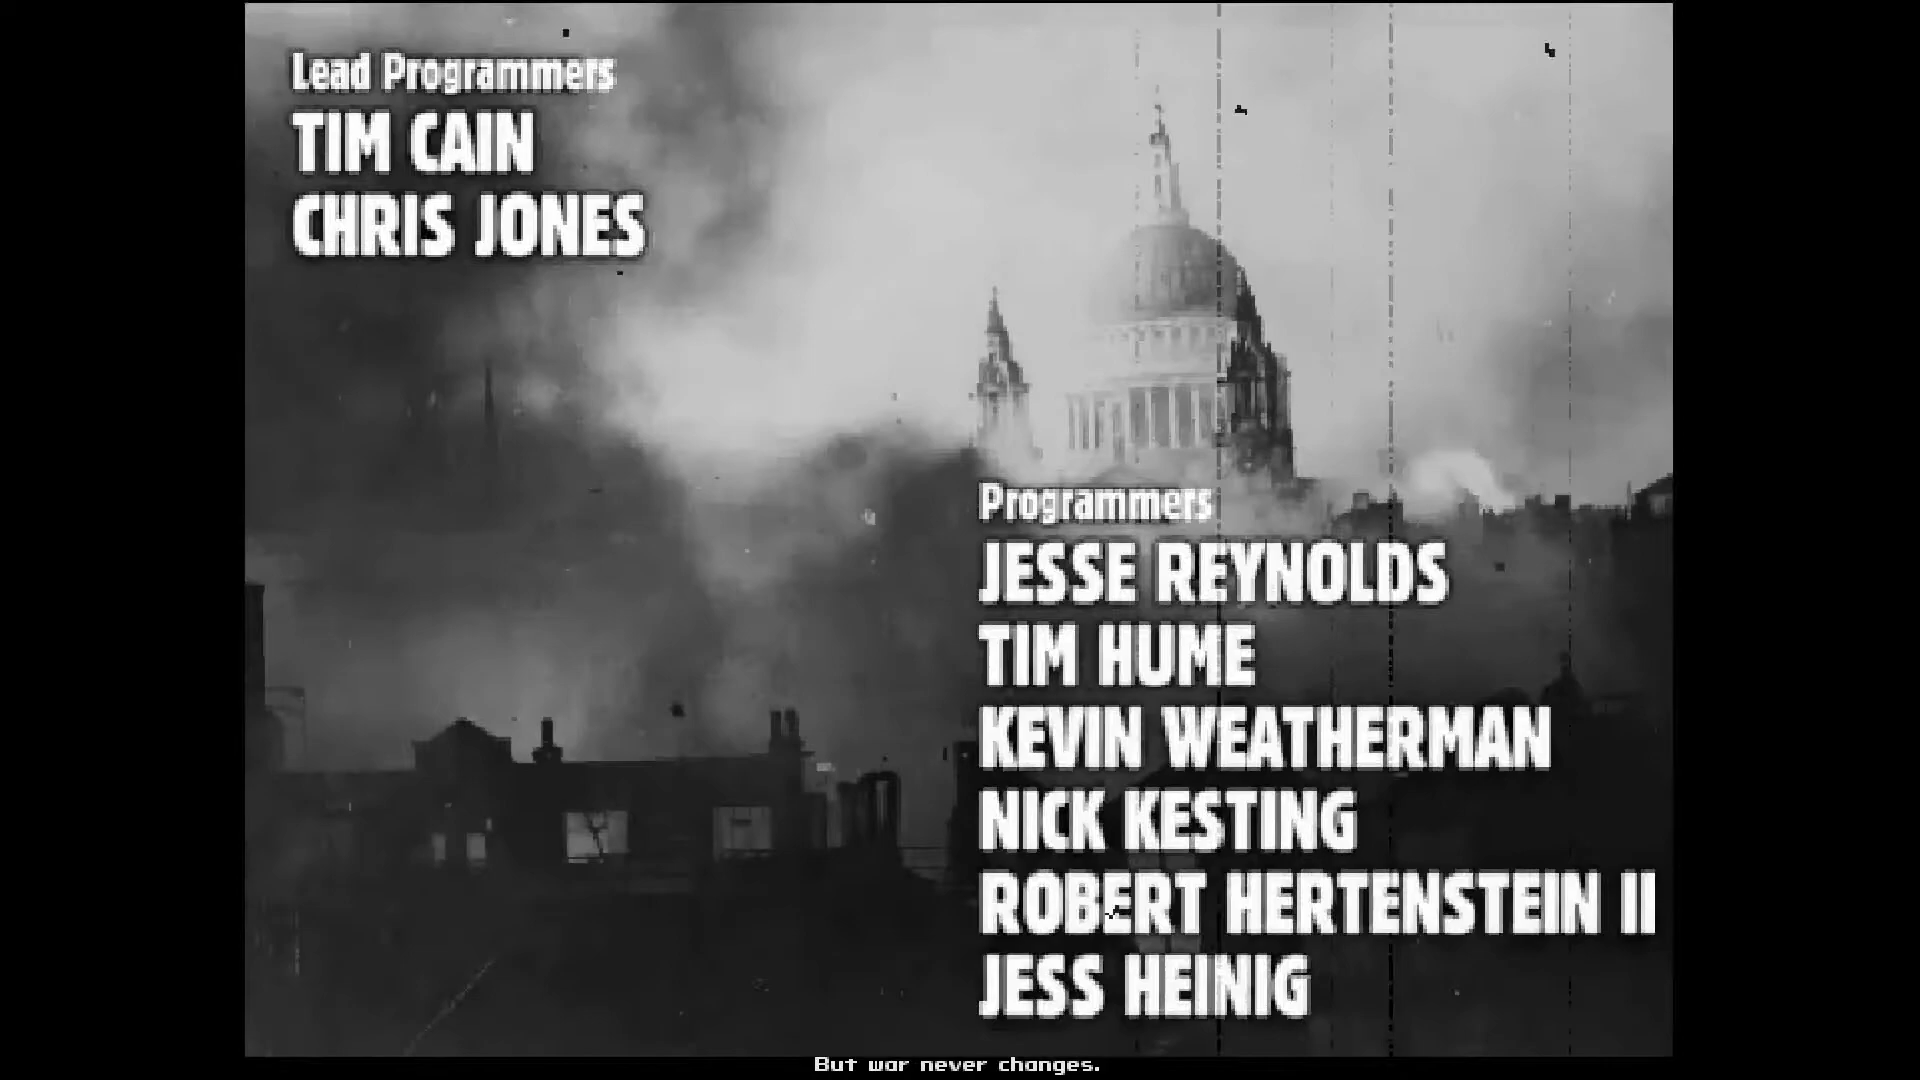 Lead Programmers
TIM CAIN
CHRIS JONES
Programmers
JESSE REYNOLDS
TIM HUME
KEVIN WEATHERMAN
NICK KESTING
ROBERT HERTENSTEIN II
JESS HEINIG
But war never changes.